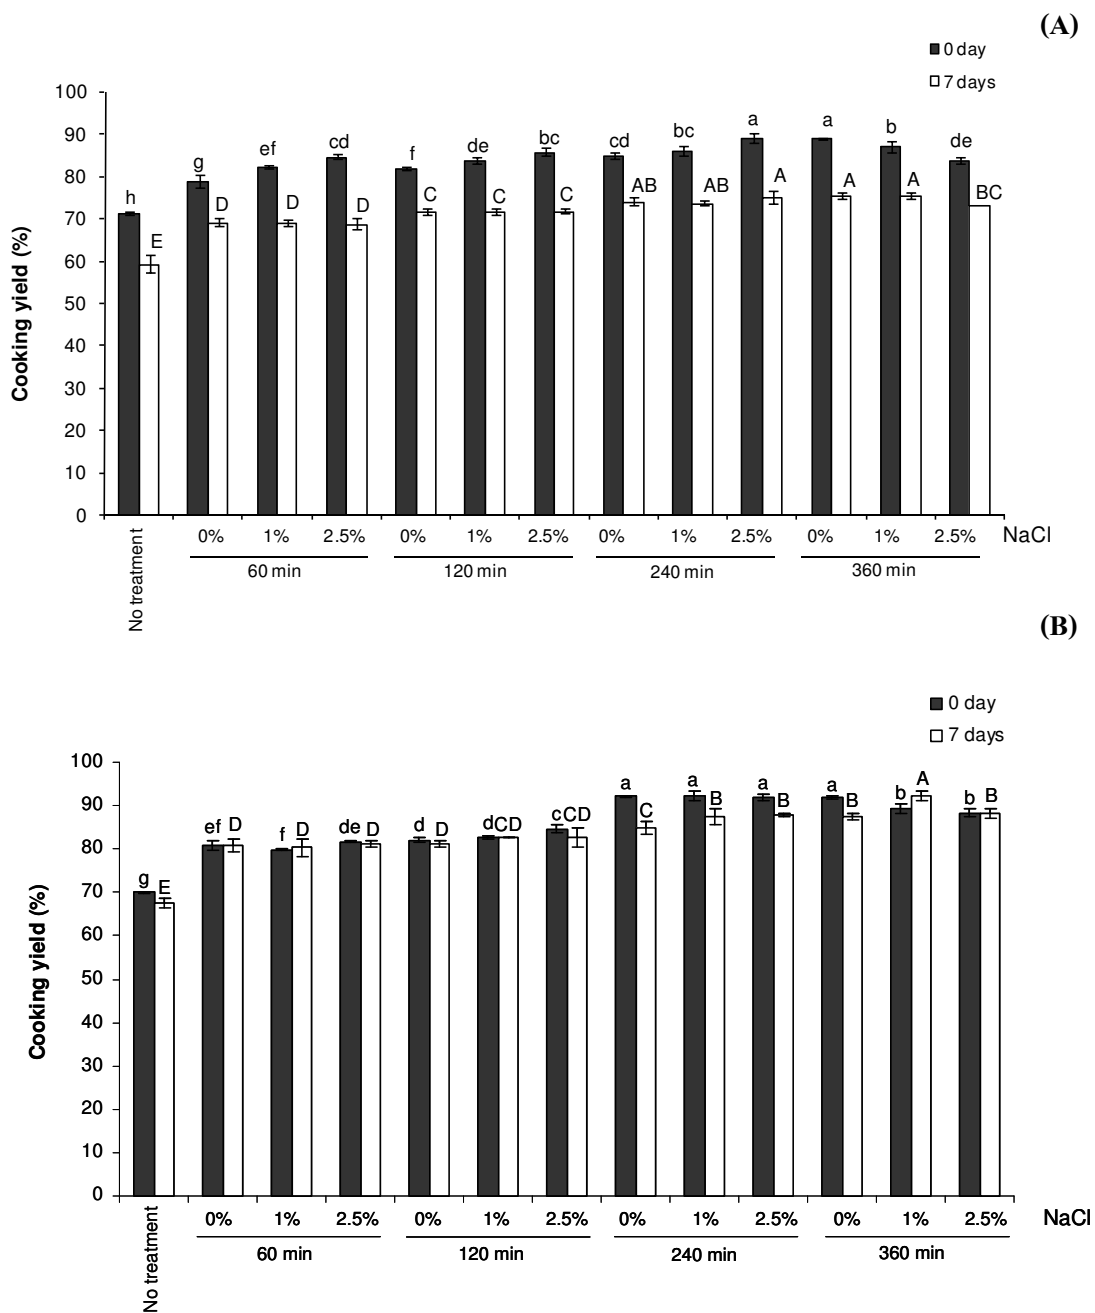 (A)
0 day
7 days
Cooking yield (%)
100
90
80
70
60
50
40
30
20
10
0
h E g D ef D cd D f C de C bc C cd AB bc AB a A a A b A de BC
No treatment
0% 1% 2.5% 0% 1% 2.5% 0% 1% 2.5% 0% 1% 2.5% NaCl
60 min 120 min 240 min 360 min
(B)
0 day
7 days
Cooking yield (%)
100
90
80
70
60
50
40
30
20
10
0
g E ef D f D de D d D d CD c CD a C a B a B a B b A b B
No treatment
0% 1% 2.5% 0% 1% 2.5% 0% 1% 2.5% 0% 1% 2.5% NaCl
60 min 120 min 240 min 360 min